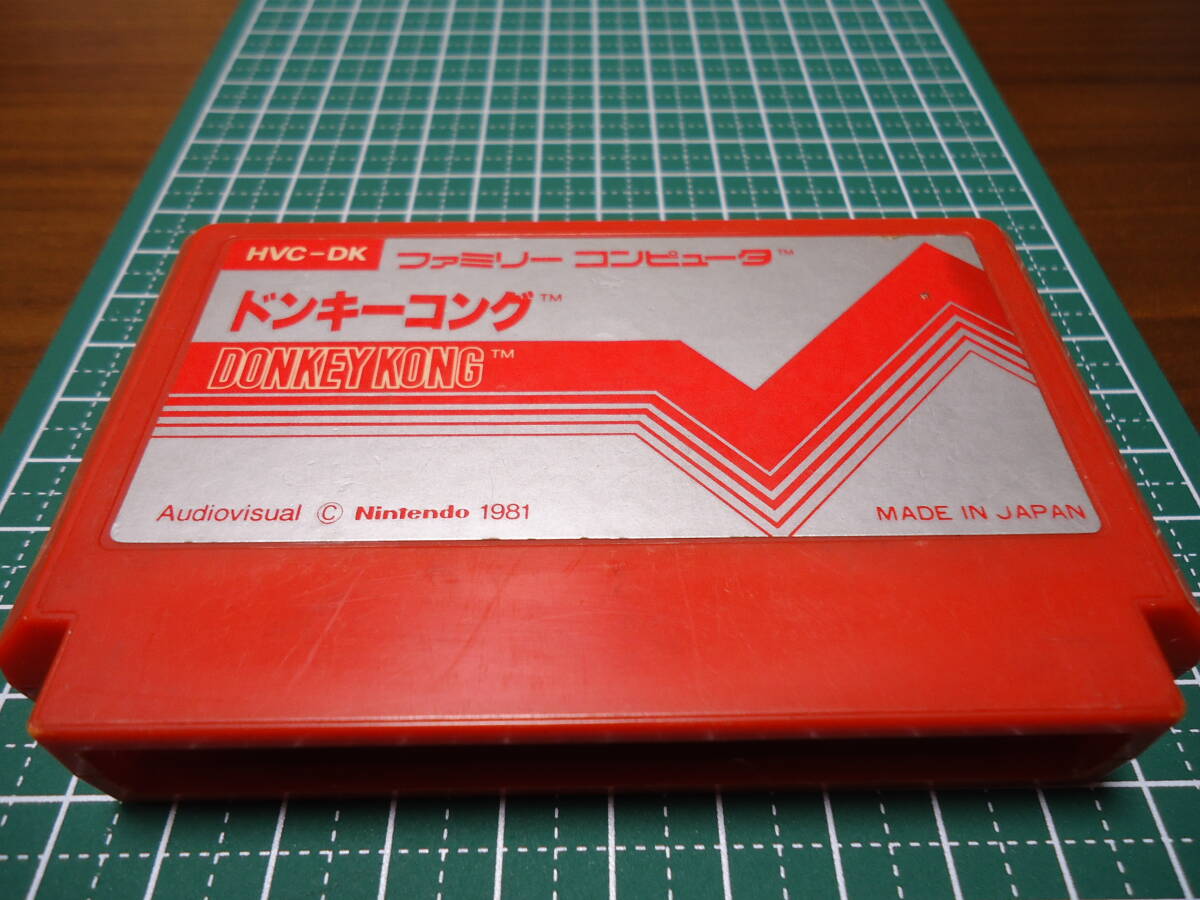 HVC-DK ファミリー コンピュータ™
ドンキーコング™
DONKEY KONG™
Audiovisual © Nintendo 1981 MADE IN JAPAN